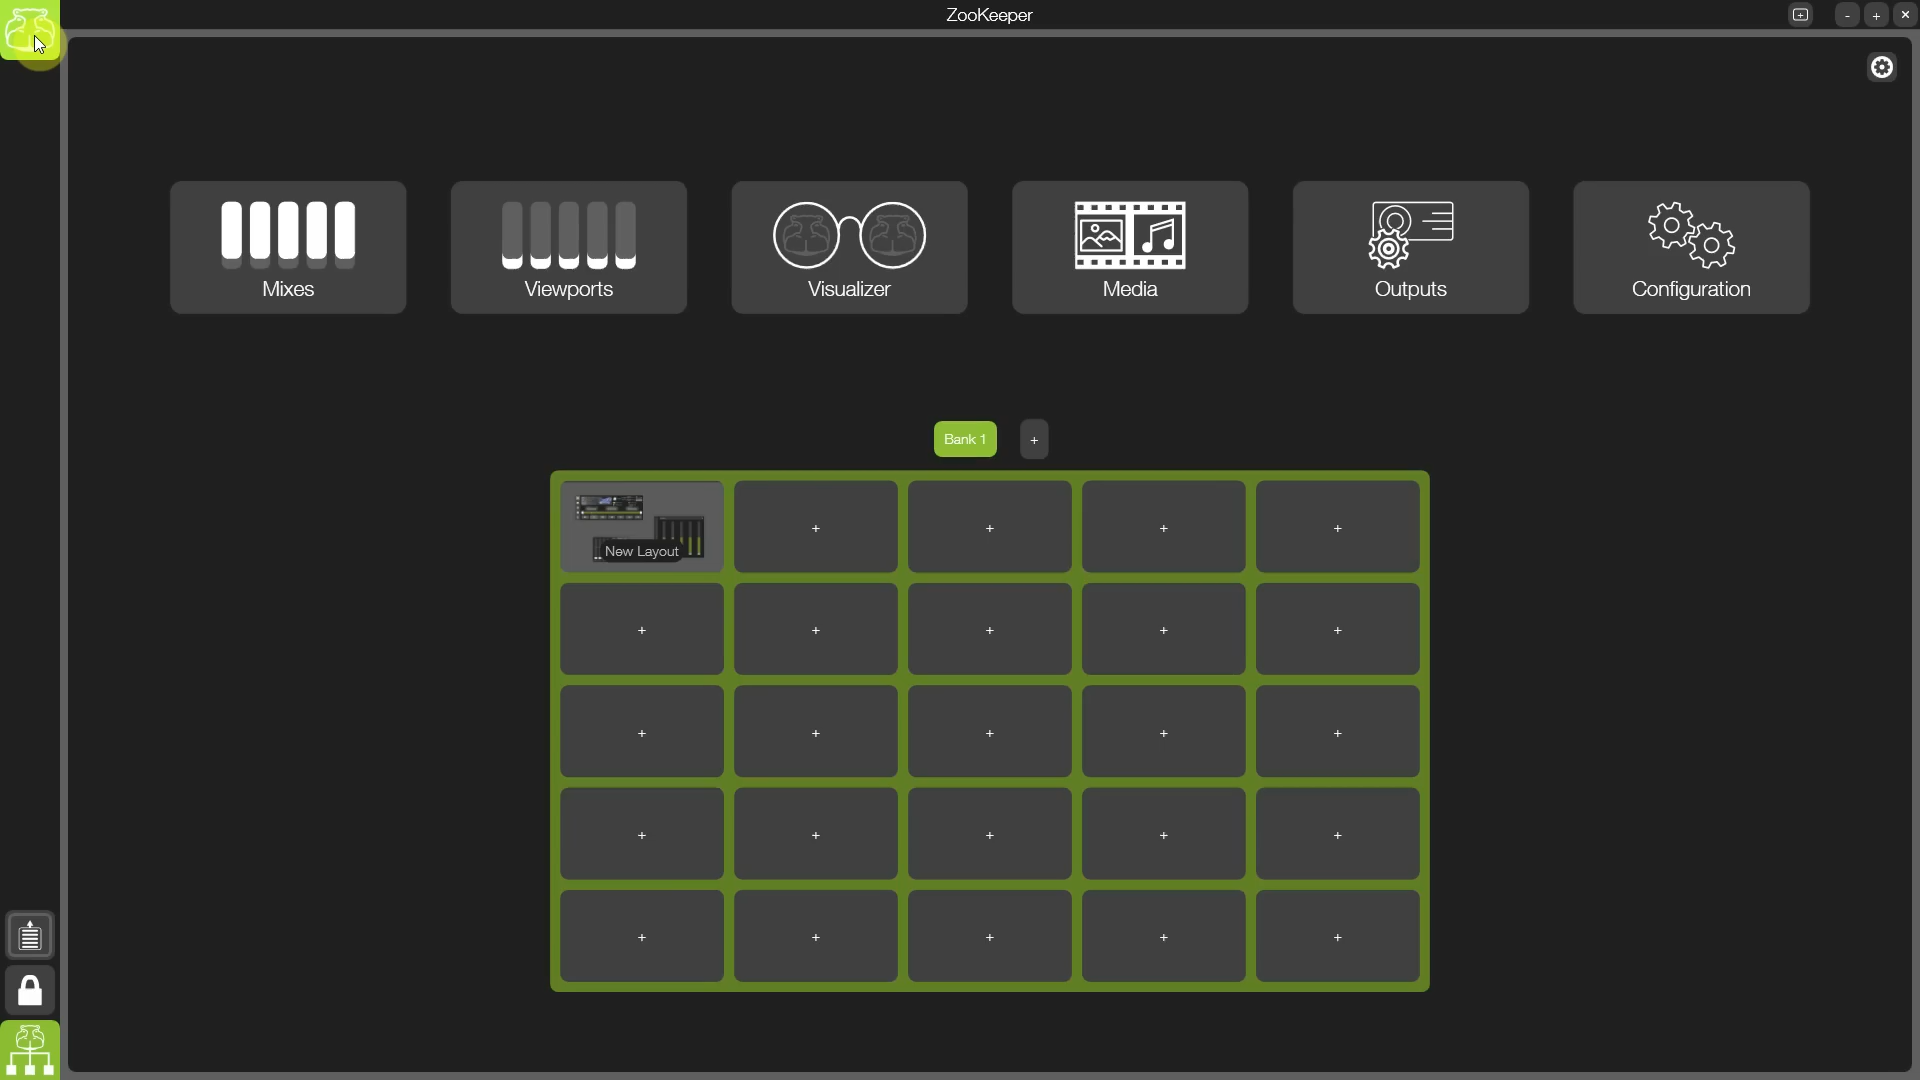 ZooKeeper
- + ×
Mixes
Viewports
Visualizer
Media
Outputs
Configuration
Bank 1
+
New Layout
+ + + +
+ + + + +
+ + + + +
+ + + + +
+ + + + +